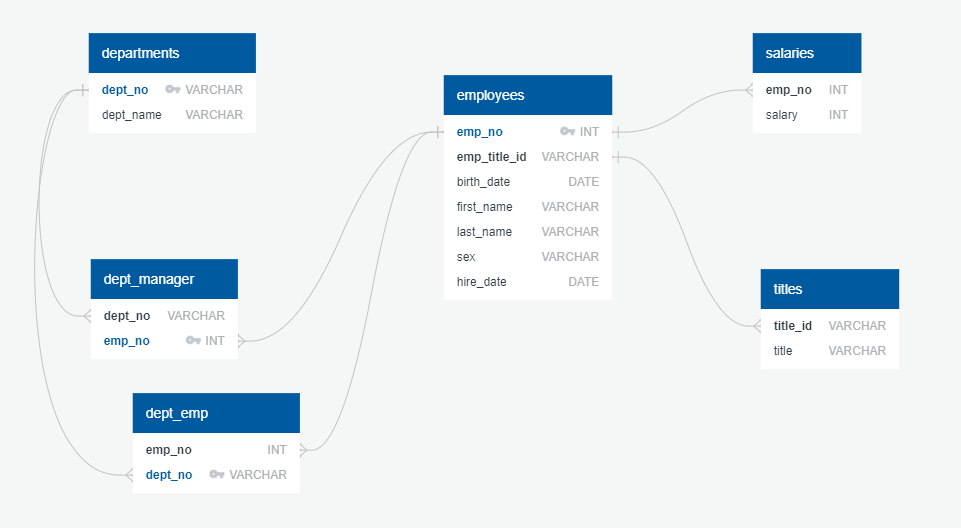 departments
dept_no VARCHAR
dept_name VARCHAR
employees
emp_no INT
emp_title_id VARCHAR
birth_date DATE
first_name VARCHAR
last_name VARCHAR
sex VARCHAR
hire_date DATE
salaries
emp_no INT
salary INT
dept_manager
dept_no VARCHAR
emp_no INT
titles
title_id VARCHAR
title VARCHAR
dept_emp
emp_no INT
dept_no VARCHAR